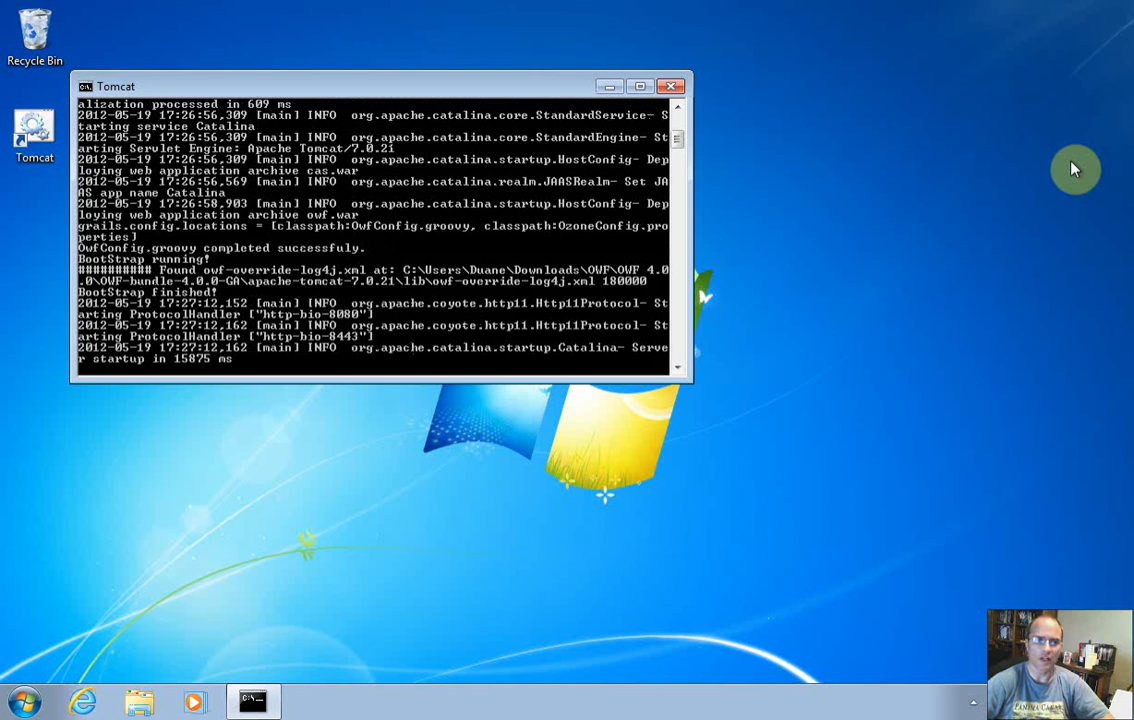 Recycle Bin
Tomcat
Tomcat
alization processed in 609 ms
2012-05-19 17:26:56,309 [main] INFO  org.apache.catalina.core.StandardService- S
tarting service Catalina
2012-05-19 17:26:56,309 [main] INFO  org.apache.catalina.core.StandardEngine- St
arting Servlet Engine: Apache Tomcat/7.0.21
2012-05-19 17:26:56,309 [main] INFO  org.apache.catalina.startup.HostConfig- Dep
loying web application archive cas.war
2012-05-19 17:26:56,569 [main] INFO  org.apache.catalina.realm.JAASRealm- Set JA
AS app name Catalina
2012-05-19 17:26:58,903 [main] INFO  org.apache.catalina.startup.HostConfig- Dep
loying web application archive owf.war
grails.config.locations = [classpath:OwfConfig.groovy, classpath:OzoneConfig.pro
perties]
OwfConfig.groovy completed successfuly.
BootStrap running!
########## Found owf-override-log4j.xml at: C:\Users\Duane\Downloads\OWF\OWF 4.0
.0\OWF-bundle-4.0.0-GA\apache-tomcat-7.0.21\lib\owf-override-log4j.xml 180000
BootStrap finished!
2012-05-19 17:27:12,152 [main] INFO  org.apache.coyote.http11.Http11Protocol- St
arting ProtocolHandler ["http-bio-8080"]
2012-05-19 17:27:12,162 [main] INFO  org.apache.coyote.http11.Http11Protocol- St
arting ProtocolHandler ["http-bio-8443"]
2012-05-19 17:27:12,162 [main] INFO  org.apache.catalina.startup.Catalina- Serve
r startup in 15875 ms